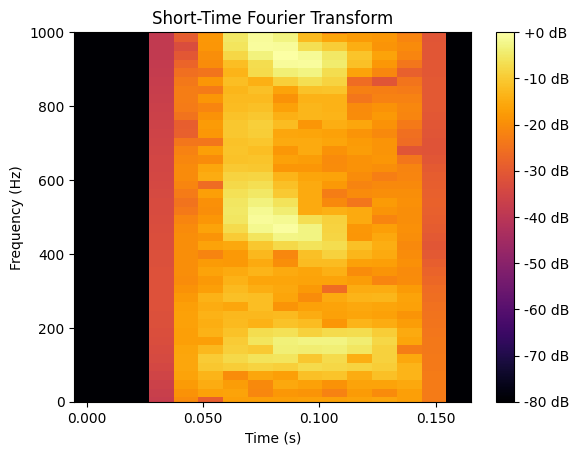 Short-Time Fourier Transform
1000
800
600
400
200
0
Frequency (Hz)
0.000
0.050
0.100
0.150
Time (s)
+0 dB
-10 dB
-20 dB
-30 dB
-40 dB
-50 dB
-60 dB
-70 dB
-80 dB